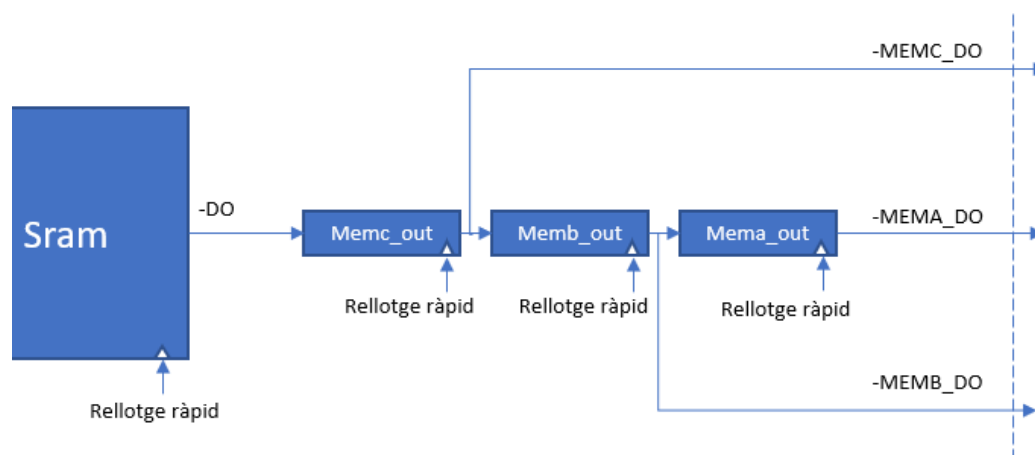 -MEMC_DO
Sram
-DO
Memc_out
Memb_out
Mema_out
-MEMA_DO
Rellotge ràpid
Rellotge ràpid
Rellotge ràpid
-MEMB_DO
Rellotge ràpid